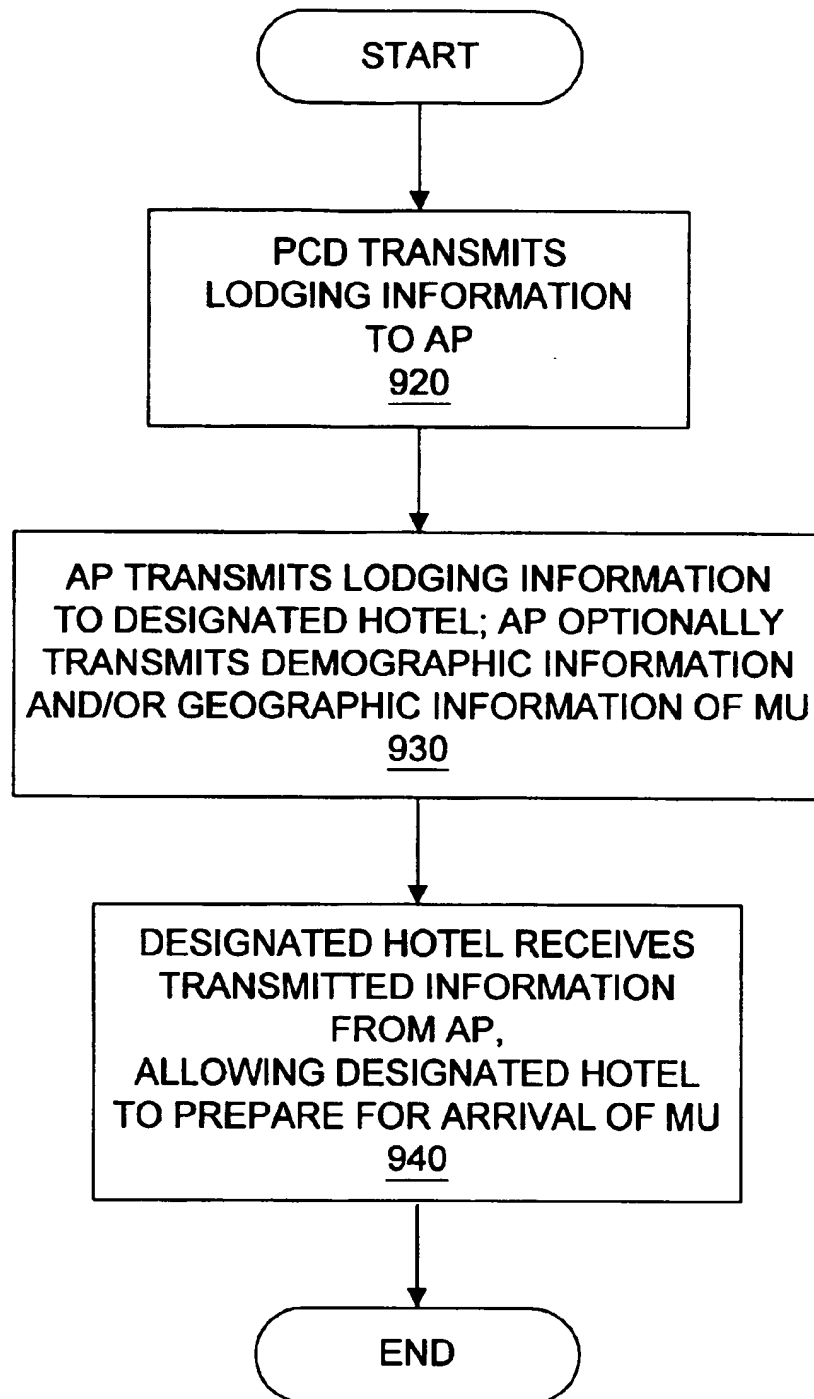 START
PCD TRANSMITS
LODGING INFORMATION
TO AP
920
AP TRANSMITS LODGING INFORMATION
TO DESIGNATED HOTEL; AP OPTIONALLY
TRANSMITS DEMOGRAPHIC INFORMATION
AND/OR GEOGRAPHIC INFORMATION OF MU
930
DESIGNATED HOTEL RECEIVES
TRANSMITTED INFORMATION
FROM AP,
ALLOWING DESIGNATED HOTEL
TO PREPARE FOR ARRIVAL OF MU
940
END